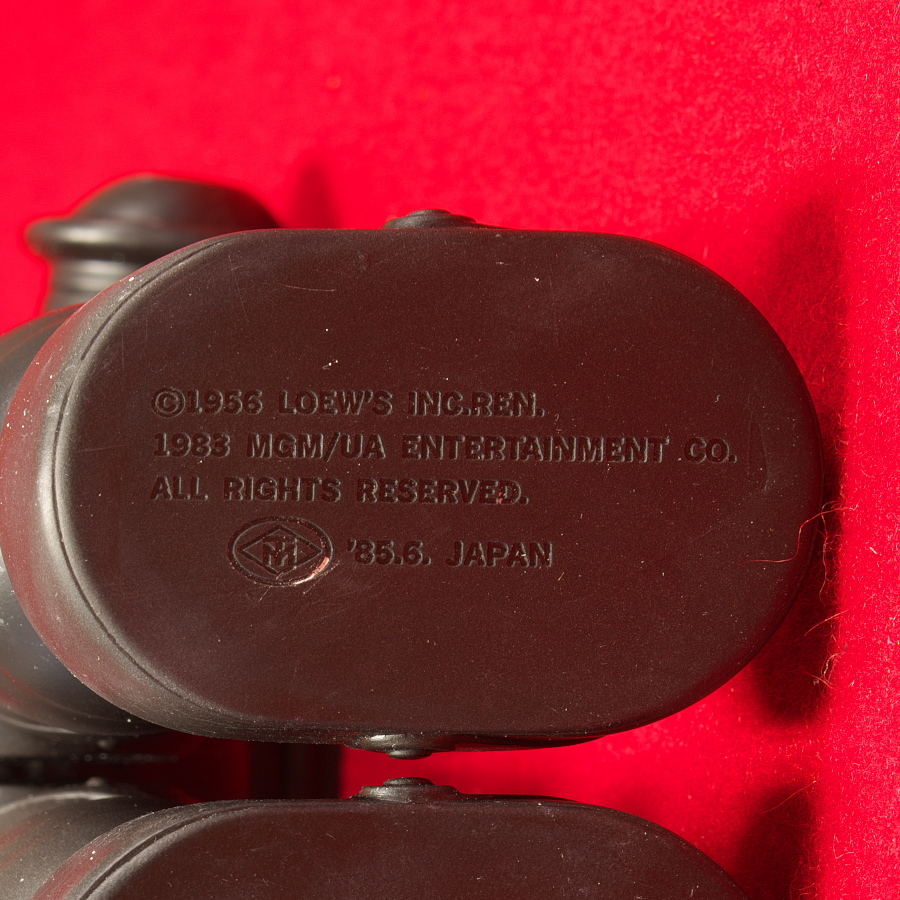 ©1956 LOEW'S INC.REN.
1983 MGM/UA ENTERTAINMENT CO.
ALL RIGHTS RESERVED.
'85.6. JAPAN